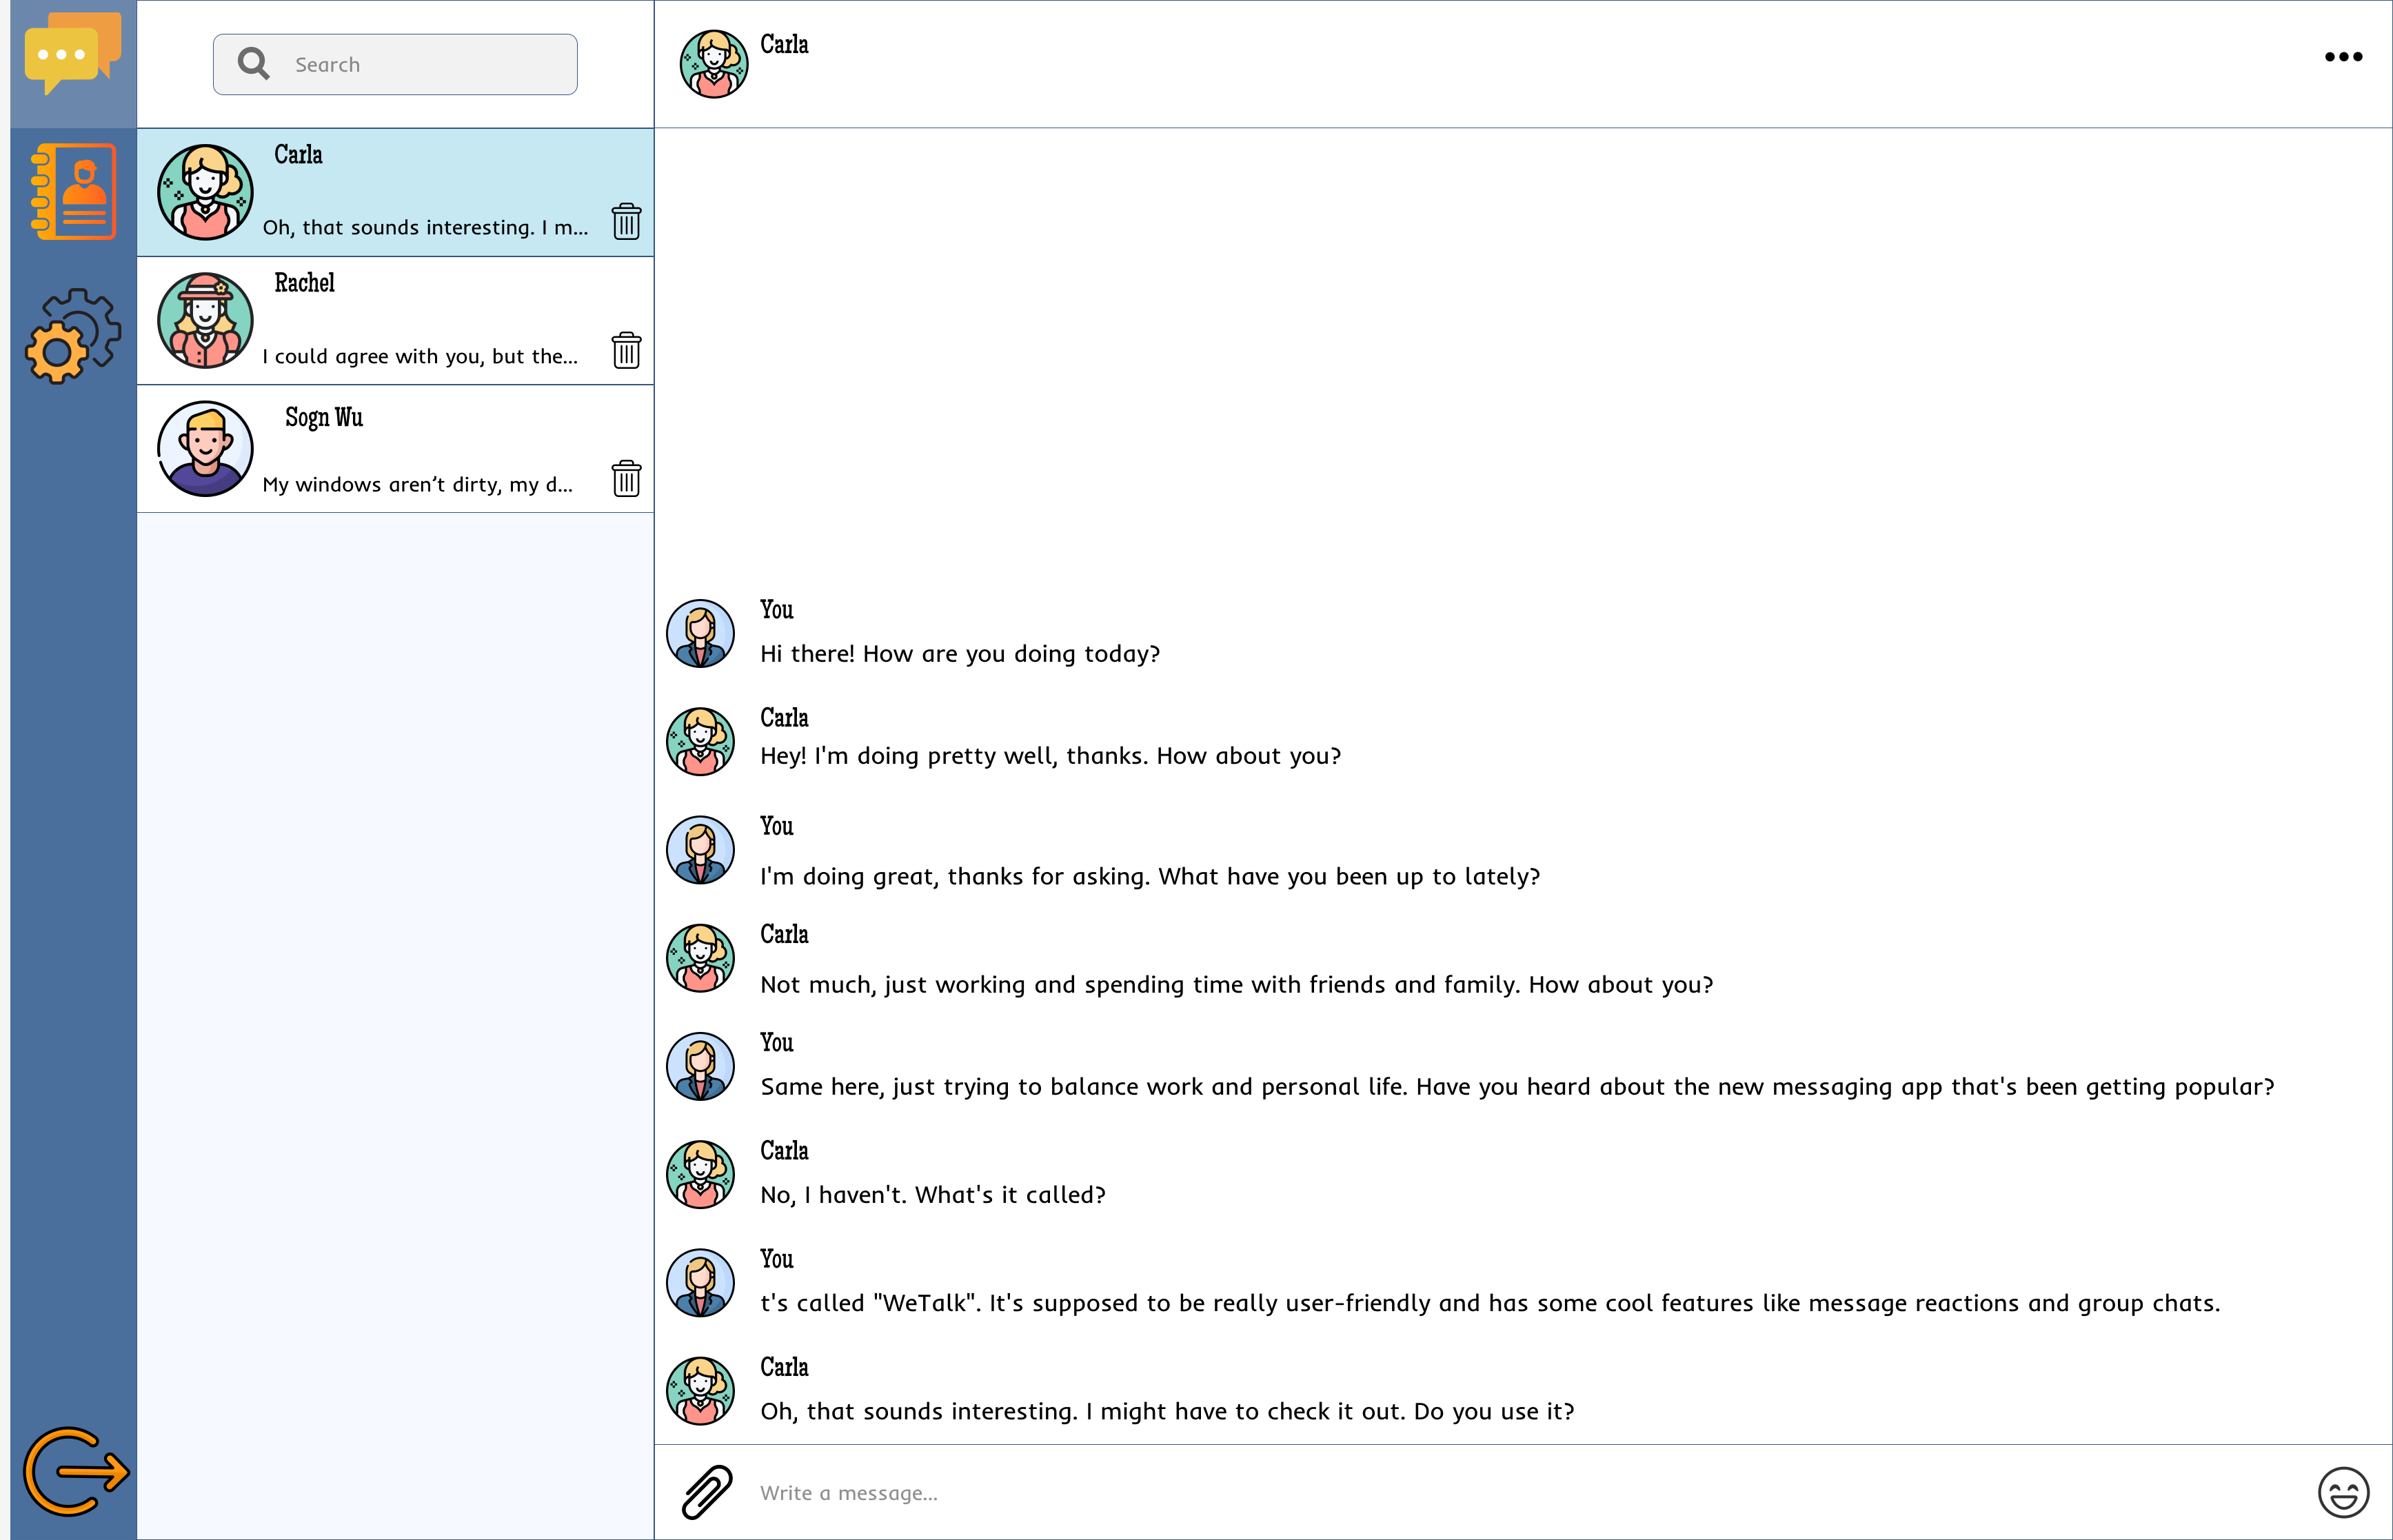 Search
Carla
Oh, that sounds interesting. I m...
Rachel
I could agree with you, but the...
Sogn Wu
My windows aren’t dirty, my d...
Carla
You
Hi there! How are you doing today?
Carla
Hey! I'm doing pretty well, thanks. How about you?
You
I'm doing great, thanks for asking. What have you been up to lately?
Carla
Not much, just working and spending time with friends and family. How about you?
You
Same here, just trying to balance work and personal life. Have you heard about the new messaging app that's been getting popular?
Carla
No, I haven't. What's it called?
You
t's called "WeTalk". It's supposed to be really user-friendly and has some cool features like message reactions and group chats.
Carla
Oh, that sounds interesting. I might have to check it out. Do you use it?
Write a message...